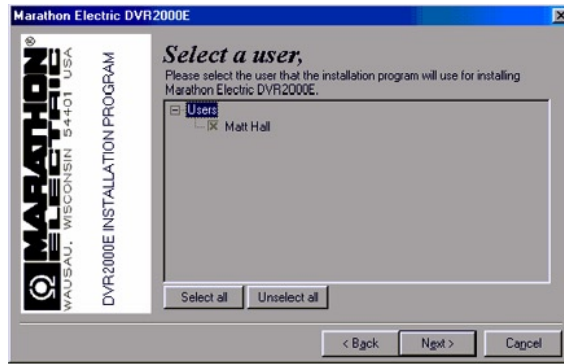 Marathon Electric DVR2000E
MARATHON
ELECTRIC
WAUSAU, WISCONSIN 54401 USA
DVR2000E INSTALLATION PROGRAM
Select a user,
Please select the user that the installation program will use for installing
Marathon Electric DVR2000E.
Users
Matt Hall
Select all
Unselect all
< Back
Next >
Cancel